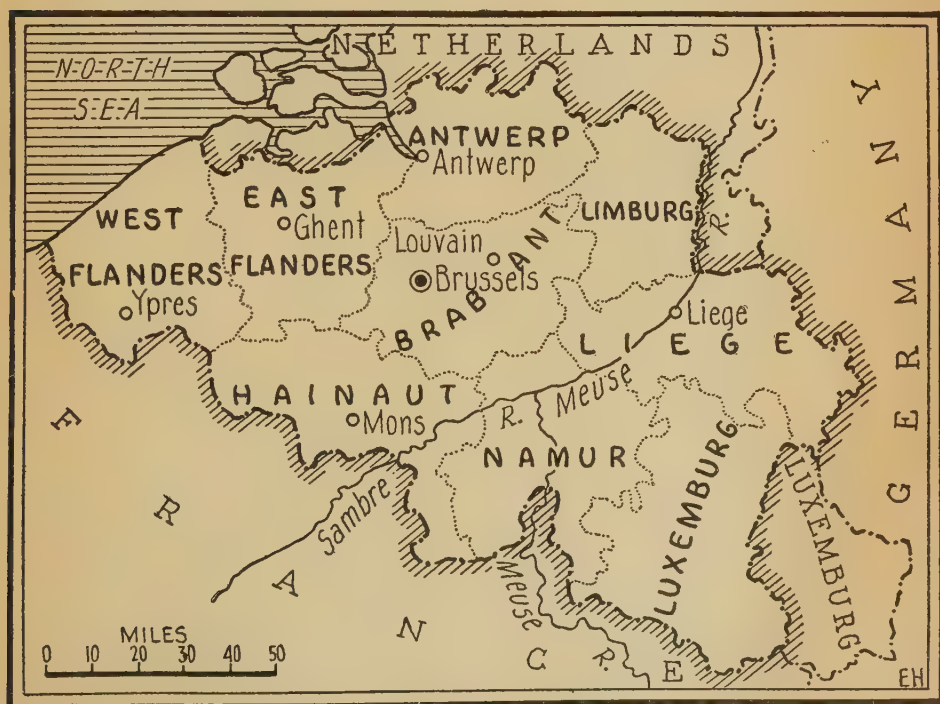 NETHERLANDS
NORTH
SEA
GERMANY
ANTWERP
Antwerp
WEST
FLANDERS
Ypres
EAST
Ghent
FLANDERS
LIMBURG
R.
Louvain
Brussels
BRABANT
Liege
LIEGE
HAINAUT
Mons
R. Meuse
NAMUR
Sambre
LUXEMBURG
LUXEMBURG
Meuse
R.
FRANCE
MILES
0 10 20 30 40 50
EH